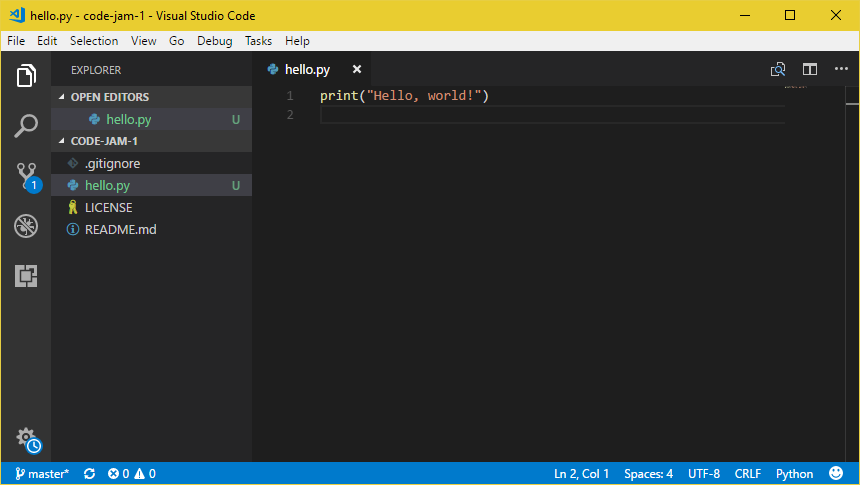 hello.py - code-jam-1 - Visual Studio Code
File Edit Selection View Go Debug Tasks Help
EXPLORER
OPEN EDITORS
hello.py U
CODE-JAM-1
.gitignore
hello.py U
LICENSE
README.md
hello.py
1 print("Hello, world!")
2
1
master* 0 0 Ln 2, Col 1 Spaces: 4 UTF-8 CRLF Python